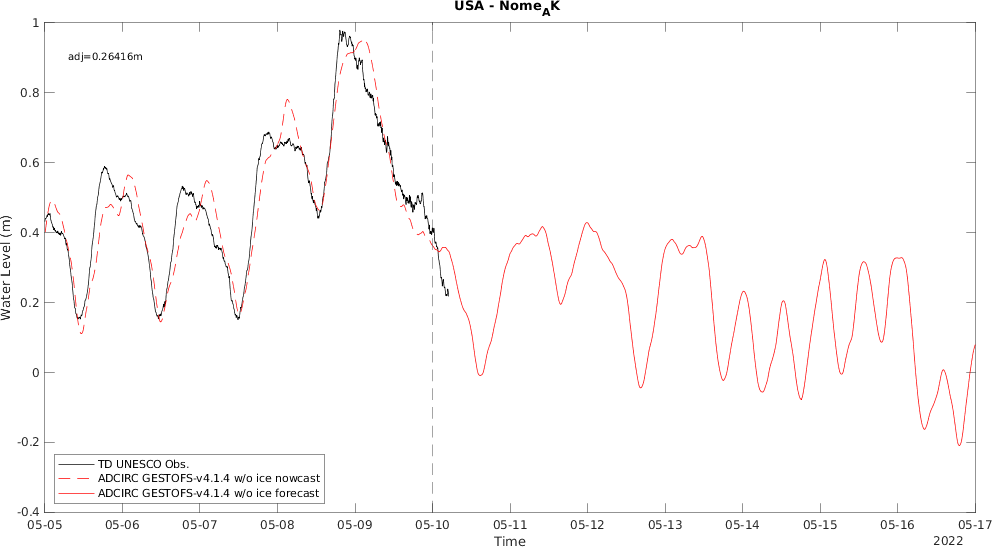 USA - Nome_AK
adj=0.26416m
1
0.8
0.6
0.4
0.2
0
-0.2
-0.4
Water Level (m)
TD UNESCO Obs.
ADCIRC GESTOFS-v4.1.4 w/o ice nowcast
ADCIRC GESTOFS-v4.1.4 w/o ice forecast
05-05 05-06 05-07 05-08 05-09 05-10 05-11 05-12 05-13 05-14 05-15 05-16 05-17
Time
2022